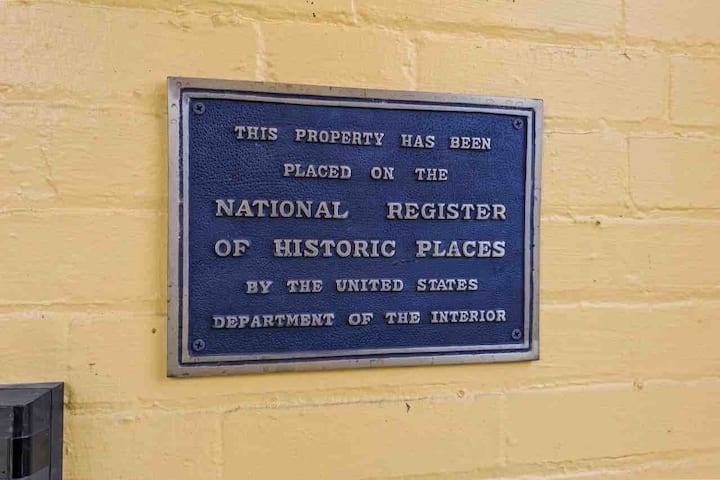 THIS PROPERTY HAS BEEN
PLACED ON THE
NATIONAL REGISTER
OF HISTORIC PLACES
BY THE UNITED STATES
DEPARTMENT OF THE INTERIOR